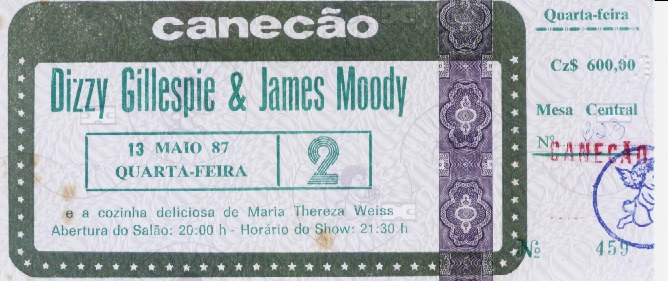 canecão
Dizzy Gillespie & James Moody
13 MAIO 87
QUARTA-FEIRA
2
e a cozinha deliciosa de Maria Thereza Weiss
Abertura do Salão: 20:00 h - Horário do Show: 21:30 h
Quarta-feira
Cz$ 600,00
Mesa Central
Nº
CANECÃO
Nº 459